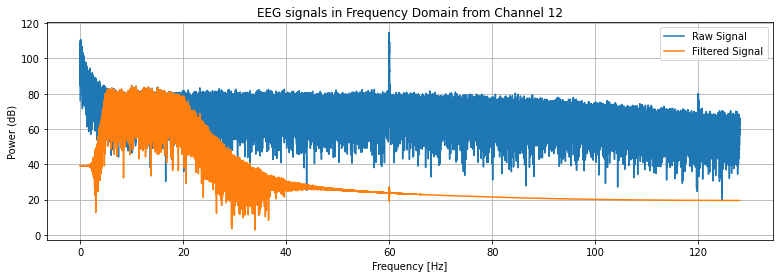 EEG signals in Frequency Domain from Channel 12
Raw Signal
Filtered Signal
Power (dB)
120
100
80
60
40
20
0
0 20 40 60 80 100 120
Frequency [Hz]